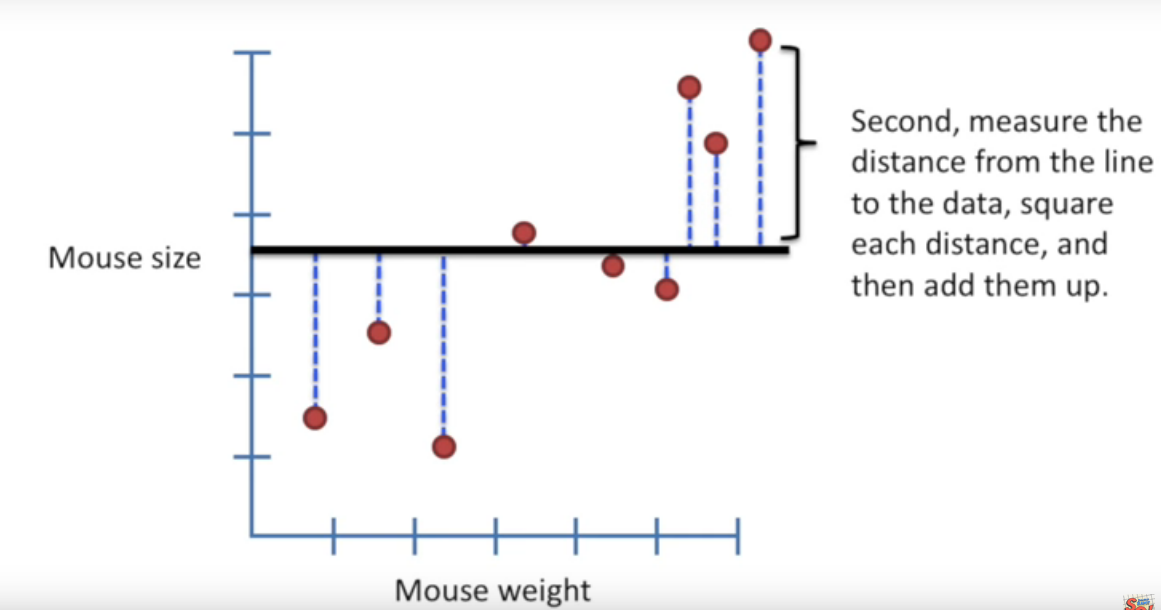 Second, measure the
distance from the line
to the data, square
each distance, and
then add them up.
Mouse size
Mouse weight